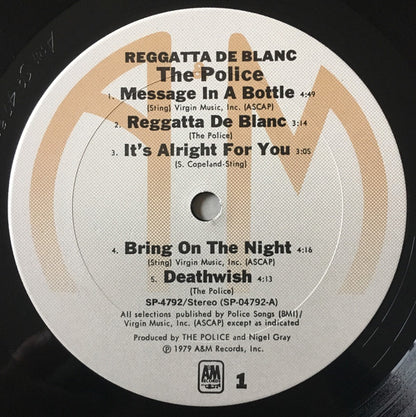 REGGATTA DE BLANC
The Police
1. Message In A Bottle 4:49
(Sting) Virgin Music, Inc. (ASCAP)
2. Reggatta De Blanc 3:14
(The Police)
3. It's Alright For You 3:05
(S. Copeland-Sting)
4. Bring On The Night 4:16
(Sting) Virgin Music, Inc. (ASCAP)
5. Deathwish 4:13
(The Police)
SP-4792/Stereo (SP-04792-A)
All selections published by Police Songs (BMI)/
Virgin Music, Inc. (ASCAP) except as indicated
Produced by THE POLICE and Nigel Gray
℗ 1979 A&M Records, Inc.
A&M
RECORDS
1